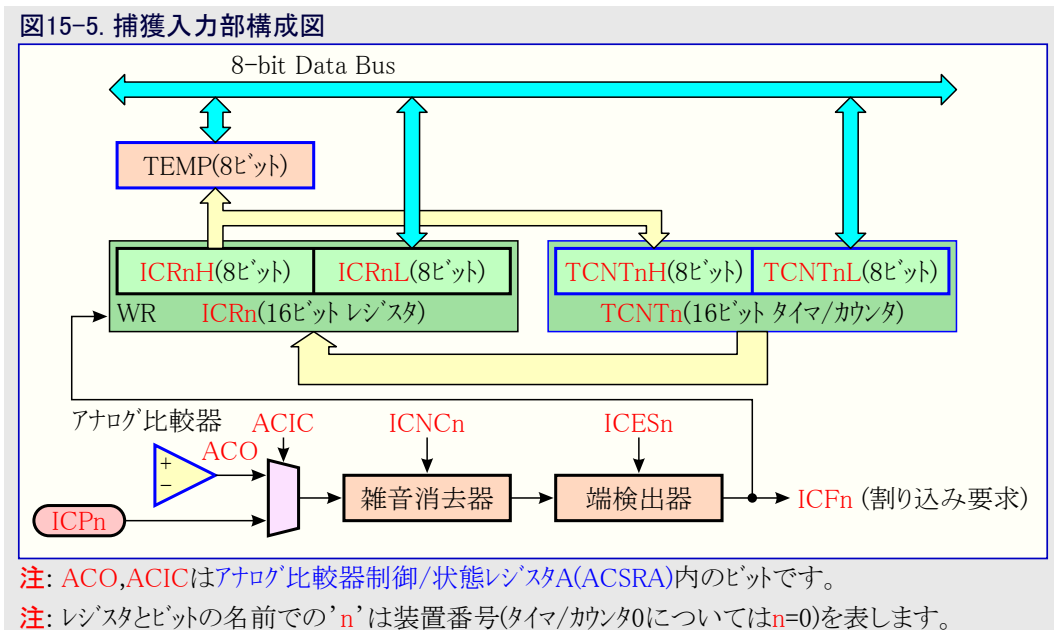 図15-5. 捕獲入力部構成図
8-bit Data Bus
TEMP(8ﾋﾞｯﾄ)
ICRnH(8ﾋﾞｯﾄ)
ICRnL(8ﾋﾞｯﾄ)
TCNTnH(8ﾋﾞｯﾄ)
TCNTnL(8ﾋﾞｯﾄ)
WR
ICRn(16ﾋﾞｯﾄ ﾚｼﾞｽﾀ)
TCNTn(16ﾋﾞｯﾄ ﾀｲﾏ/ｶｳﾝﾀ)
ｱﾅﾛｸﾞ比較器
ACIC
ICNCn
ICESn
+
−
ACO
雑音消去器
端検出器
ICFn (割り込み要求)
ICPn
注: ACO,ACICはｱﾅﾛｸﾞ比較器制御/状態ﾚｼﾞｽﾀA(ACSRA)内のﾋﾞｯﾄです。
注: ﾚｼﾞｽﾀとﾋﾞｯﾄの名前での’n’は装置番号(ﾀｲﾏ/ｶｳﾝﾀ0についてはn=0)を表します。